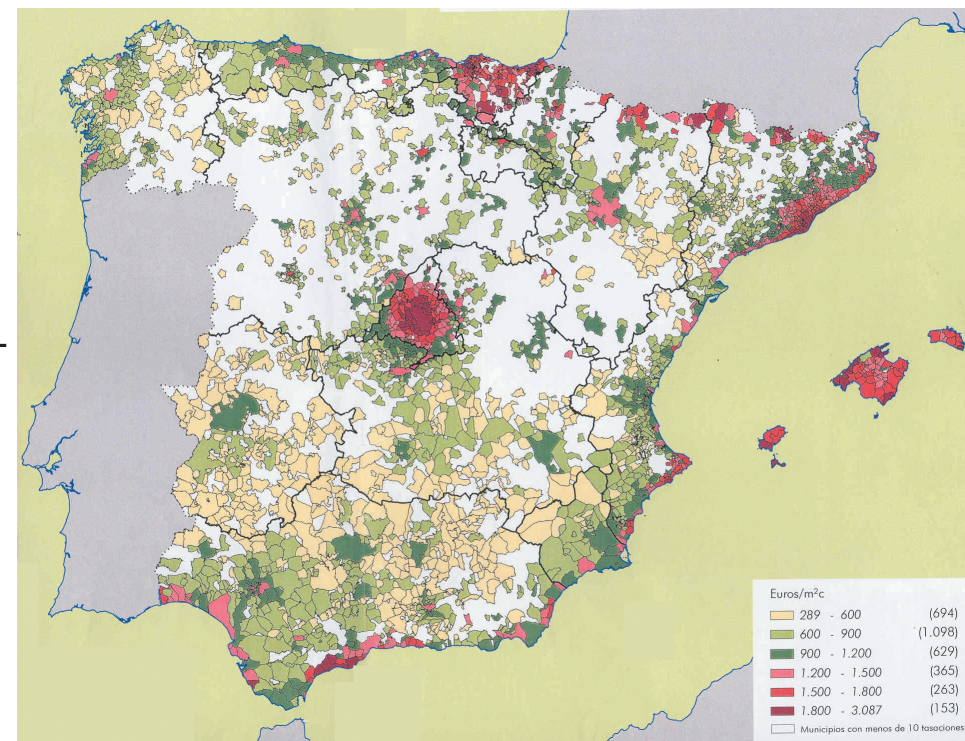 Euros/m²c
289 - 600 (694)
600 - 900 (1.098)
900 - 1.200 (629)
1.200 - 1.500 (365)
1.500 - 1.800 (263)
1.800 - 3.087 (153)
Municipios con menos de 10 tasaciones